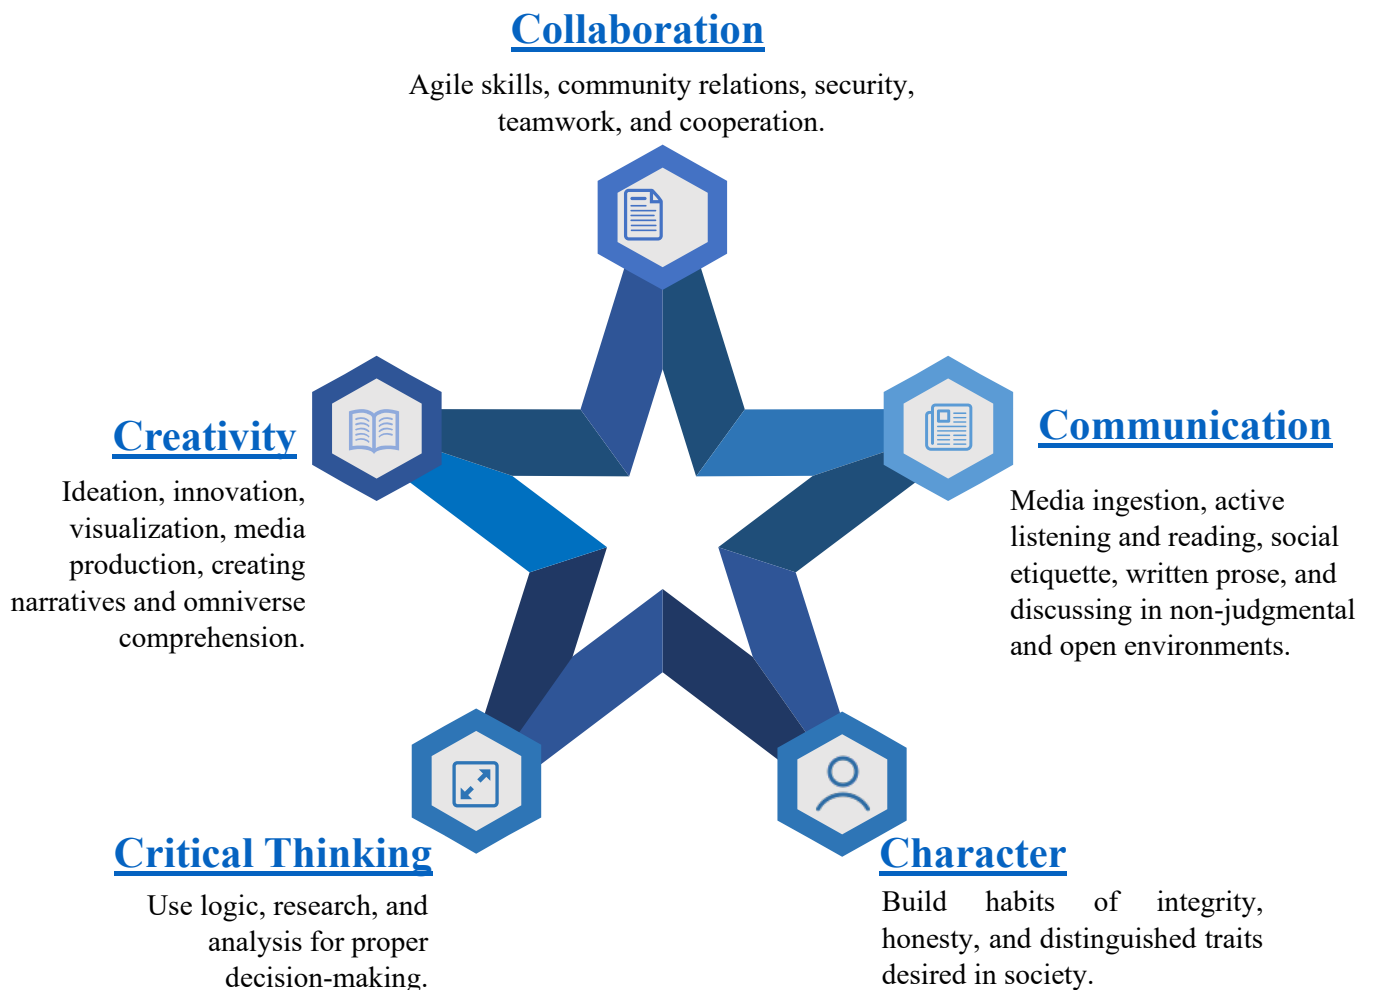 Collaboration
Agile skills, community relations, security,
teamwork, and cooperation.
Creativity
Ideation, innovation,
visualization, media
production, creating
narratives and omniverse
comprehension.
Communication
Media ingestion, active
listening and reading, social
etiquette, written prose, and
discussing in non-judgmental
and open environments.
Critical Thinking
Use logic, research, and
analysis for proper
decision-making.
Character
Build habits of integrity,
honesty, and distinguished traits
desired in society.